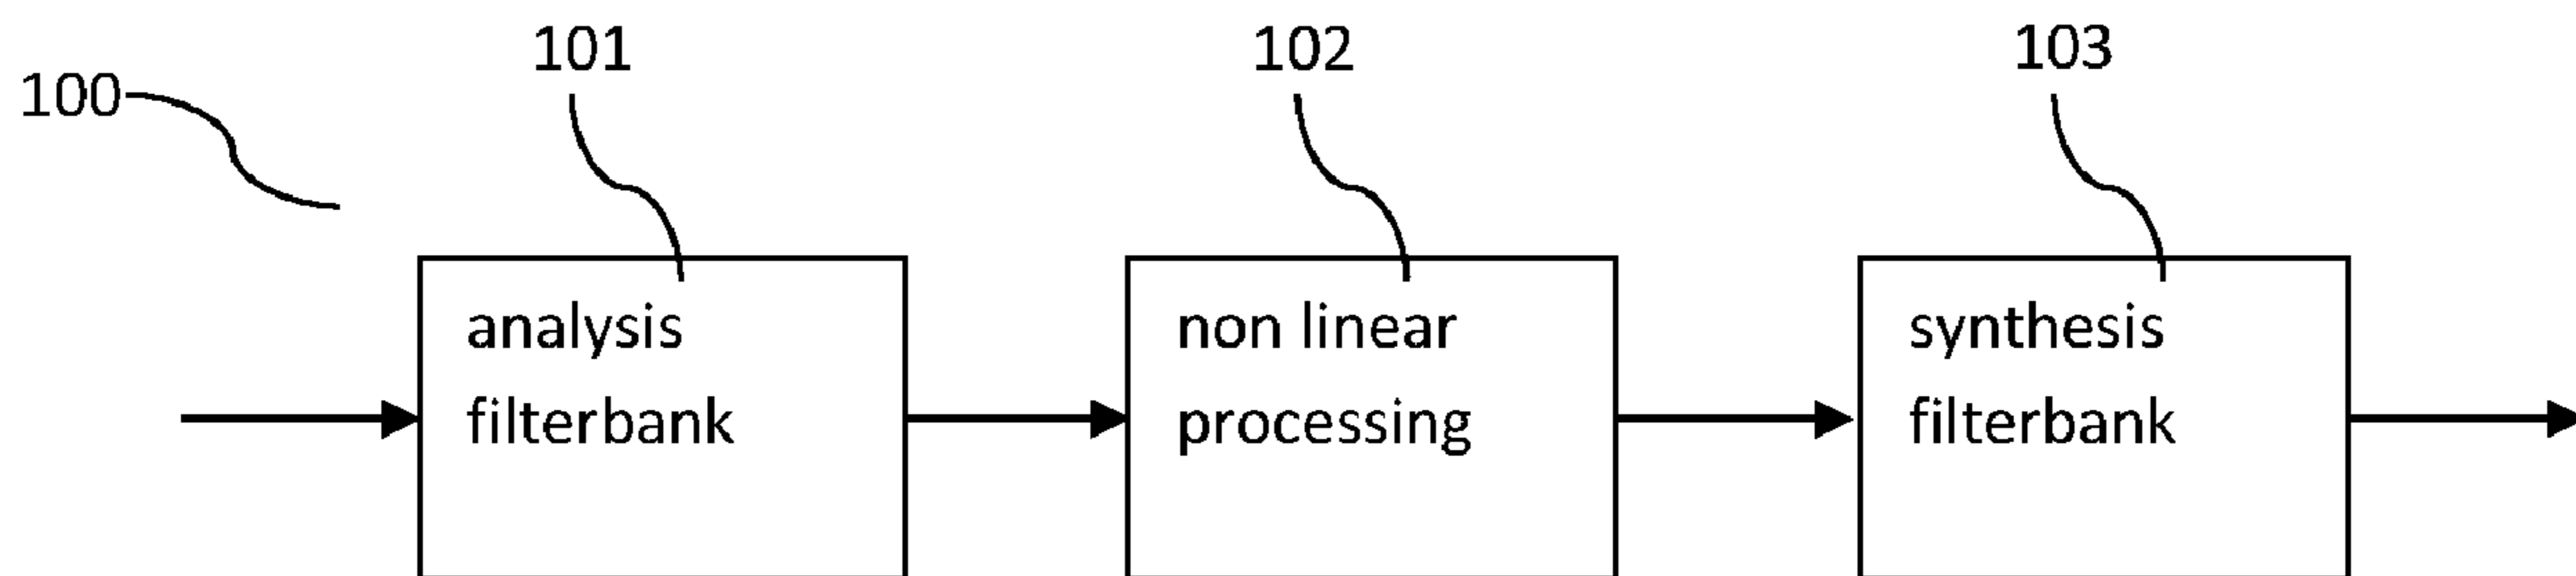 100
101
102
103
analysis
filterbank
non linear
processing
synthesis
filterbank